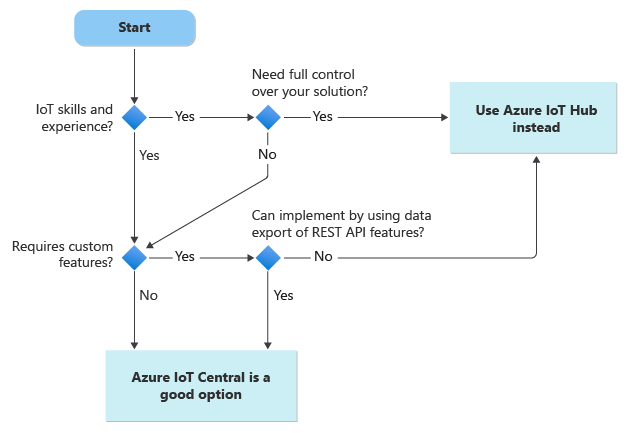 Start
Need full control
over your solution?
IoT skills and
experience?
Yes
Yes
Use Azure IoT Hub
instead
Yes
No
Can implement by using data
export of REST API features?
Requires custom
features?
Yes
No
No
Yes
Azure IoT Central is a
good option